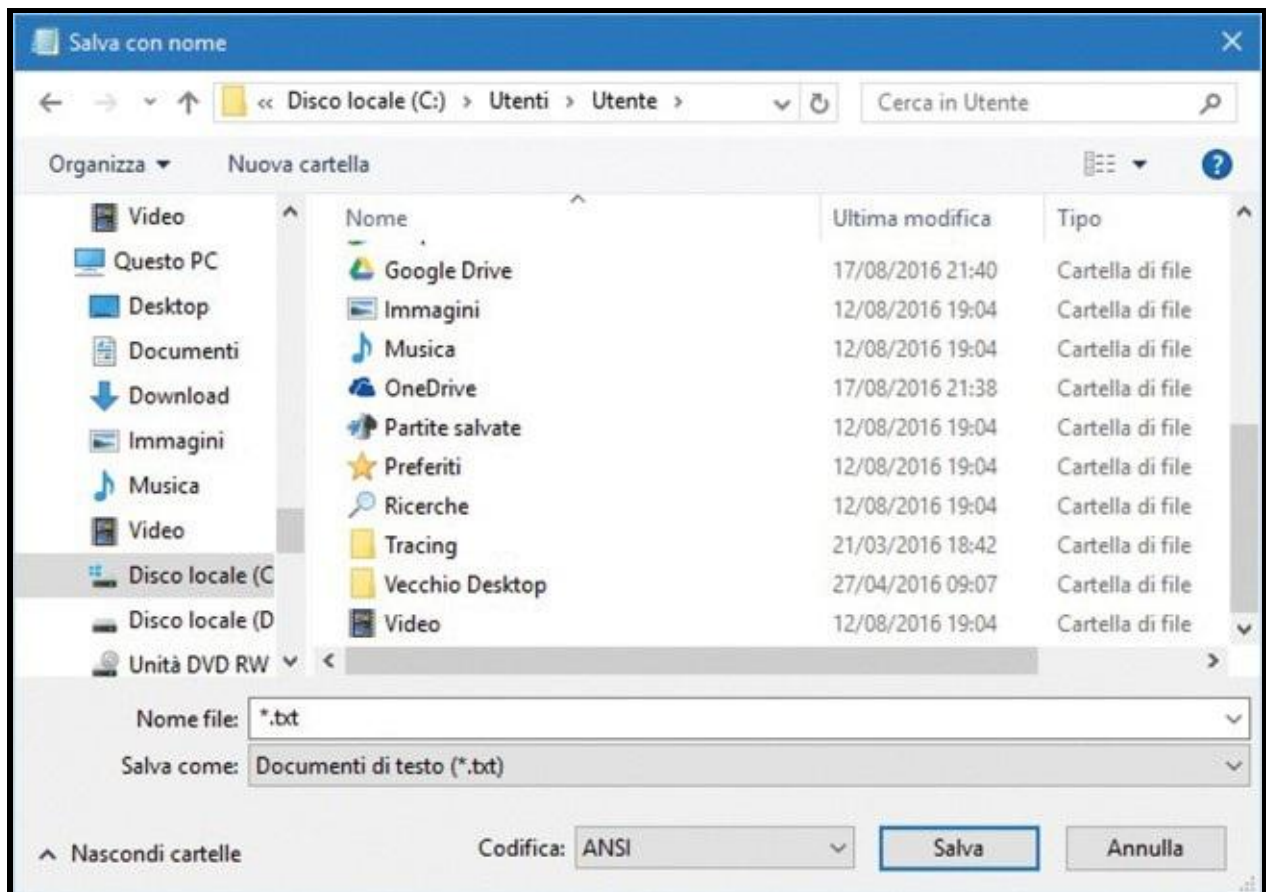 Salva con nome
« Disco locale (C:) > Utenti > Utente >
Cerca in Utente
Organizza
Nuova cartella
Video
Questo PC
Desktop
Documenti
Download
Immagini
Musica
Video
Disco locale (C
Disco locale (D
Unità DVD RW
Nome Ultima modifica Tipo
Google Drive 17/08/2016 21:40 Cartella di file
Immagini 12/08/2016 19:04 Cartella di file
Musica 12/08/2016 19:04 Cartella di file
OneDrive 17/08/2016 21:38 Cartella di file
Partite salvate 12/08/2016 19:04 Cartella di file
Preferiti 12/08/2016 19:04 Cartella di file
Ricerche 12/08/2016 19:04 Cartella di file
Tracing 21/03/2016 18:42 Cartella di file
Vecchio Desktop 27/04/2016 09:07 Cartella di file
Video 12/08/2016 19:04 Cartella di file
Nome file: *.txt
Salva come: Documenti di testo (*.txt)
Nascondi cartelle
Codifica: ANSI
Salva
Annulla